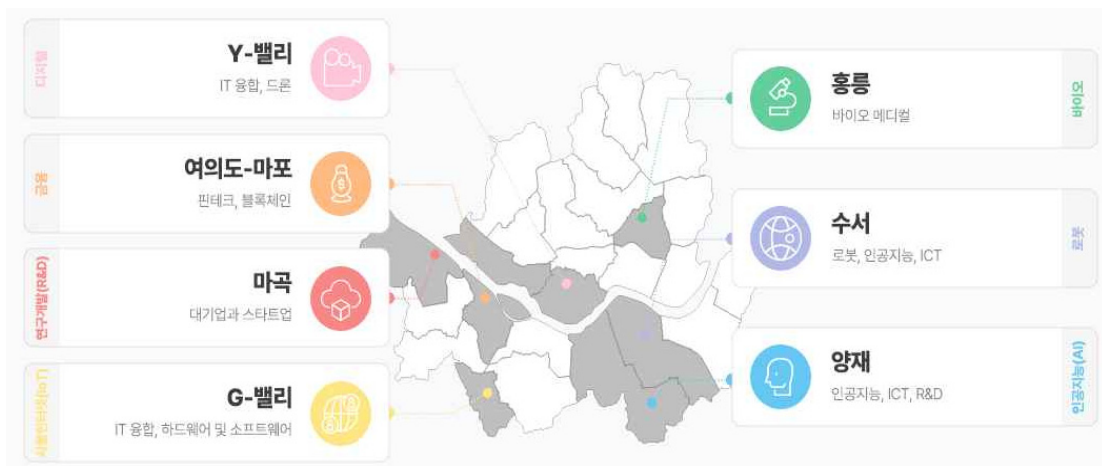 디지털
Y-밸리
IT 융합, 드론
금융
여의도-마포
핀테크, 블록체인
연구개발(R&D)
마곡
대기업과 스타트업
사물인터넷(IoT)
G-밸리
IT 융합, 하드웨어 및 소프트웨어
홍릉
바이오 메디컬
바이오
수서
로봇, 인공지능, ICT
로봇
양재
인공지능, ICT, R&D
인공지능(AI)